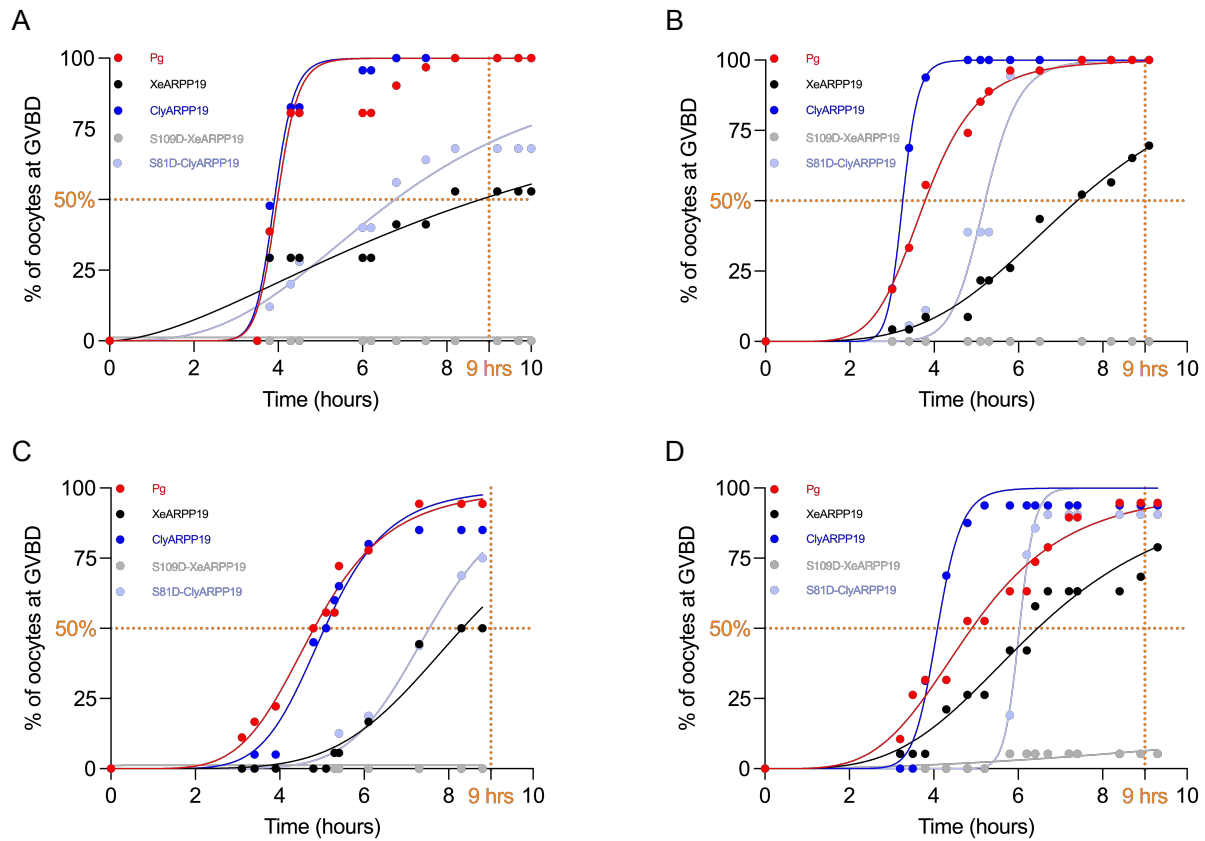 A
% of oocytes at GVBD
100
75
50%
25
0
Pg
XeARPP19
ClyARPP19
S109D-XeARPP19
S81D-ClyARPP19
0 2 4 6 8 9 hrs 10
Time (hours)
B
% of oocytes at GVBD
100
75
50%
25
0
Pg
XeARPP19
ClyARPP19
S109D-XeARPP19
S81D-ClyARPP19
0 2 4 6 8 9 hrs 10
Time (hours)
C
% of oocytes at GVBD
100
75
50%
25
0
Pg
XeARPP19
ClyARPP19
S109D-XeARPP19
S81D-ClyARPP19
0 2 4 6 8 9 hrs 10
Time (hours)
D
% of oocytes at GVBD
100
75
50%
25
0
Pg
XeARPP19
ClyARPP19
S109D-XeARPP19
S81D-ClyARPP19
0 2 4 6 8 9 hrs 10
Time (hours)